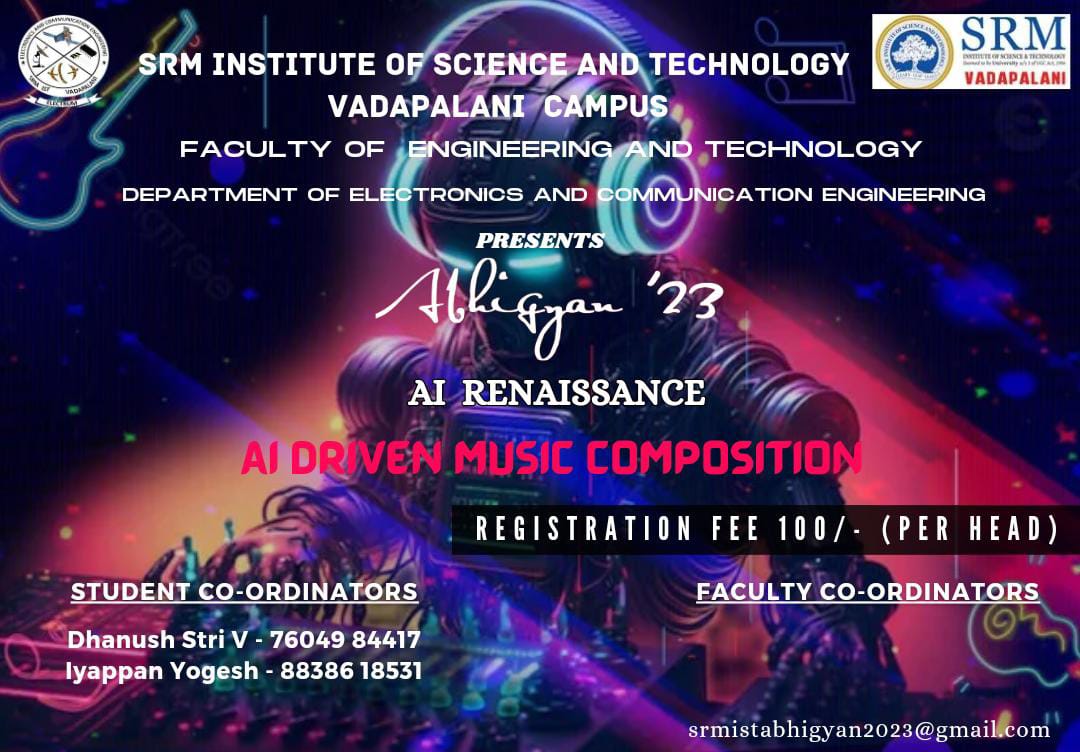 SRM INSTITUTE OF SCIENCE AND TECHNOLOGY
VADAPALANI CAMPUS
FACULTY OF ENGINEERING AND TECHNOLOGY
DEPARTMENT OF ELECTRONICS AND COMMUNICATION ENGINEERING
SRM
INSTITUTE OF SCIENCE & TECHNOLOGY
VADAPALANI
PRESENTS
Abhigyan '23
AI RENAISSANCE
AI DRIVEN MUSIC COMPOSITION
REGISTRATION FEE 100/- (PER HEAD)
STUDENT CO-ORDINATORS
Dhanush Stri V - 76049 84417
Iyappan Yogesh - 88386 18531
FACULTY CO-ORDINATORS
srmistabhigyan2023@gmail.com